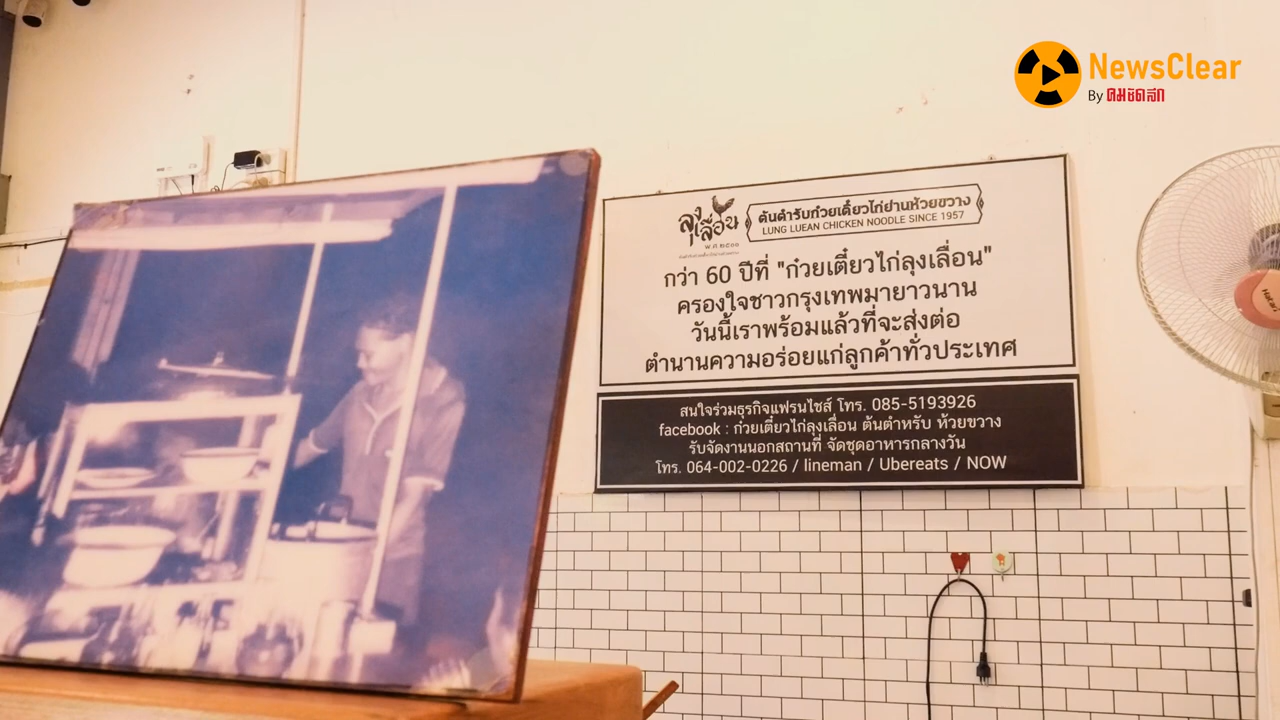 NewsClear
By คมชัดลึก
ลุงเลื่อน
พ.ศ.๒๕๐๐
ต้นตำรับก๋วยเตี๋ยวไก่ย่านห้วยขวาง
LUNG LUEAN CHICKEN NOODLE SINCE 1957
กว่า 60 ปีที่ "ก๋วยเตี๋ยวไก่ลุงเลื่อน"
ครองใจชาวกรุงเทพมายาวนาน
วันนี้เราพร้อมแล้วที่จะส่งต่อ
ตำนานความอร่อยแก่ลูกค้าทั่วประเทศ
สนใจร่วมธุรกิจแฟรนไชส์ โทร. 085-5193926
facebook : ก๋วยเตี๋ยวไก่ลุงเลื่อน ต้นตำหรับ ห้วยขวาง
รับจัดงานนอกสถานที่ จัดชุดอาหารกลางวัน
โทร. 064-002-0226 / lineman / Ubereats / NOW
Hatari